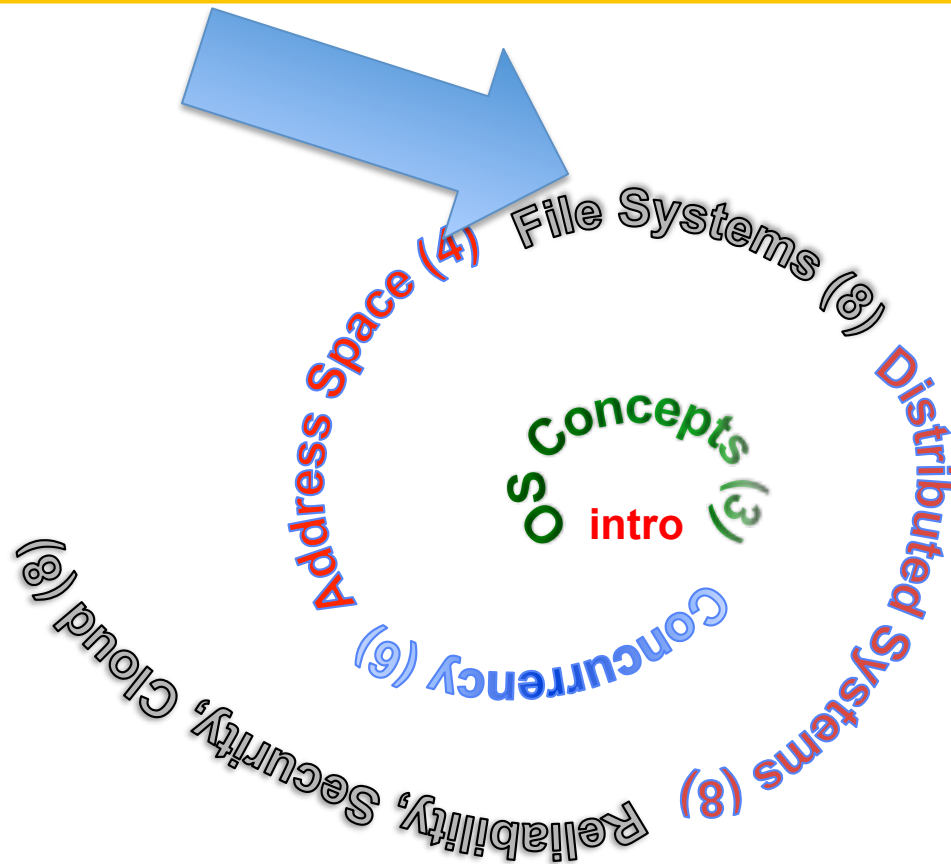 intro
OS Concepts (3)
Concurrency (6)
Address Space (4)
File Systems (8)
Distributed Systems (8)
Reliability, Security, Cloud (8)